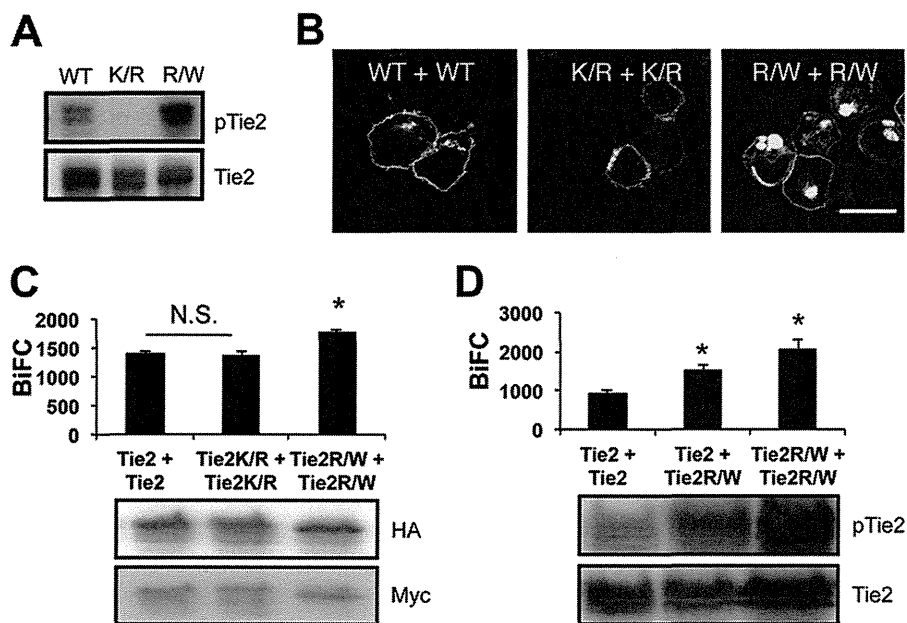 A
WT K/R R/W
pTie2
Tie2
B
WT + WT
K/R + K/R
R/W + R/W
C
BiFC
2000
1500
1000
500
0
N.S.
*
Tie2 + Tie2
Tie2K/R + Tie2K/R
Tie2R/W + Tie2R/W
HA
Myc
D
BiFC
3000
2000
1000
0
*
*
Tie2 + Tie2
Tie2 + Tie2R/W
Tie2R/W + Tie2R/W
pTie2
Tie2